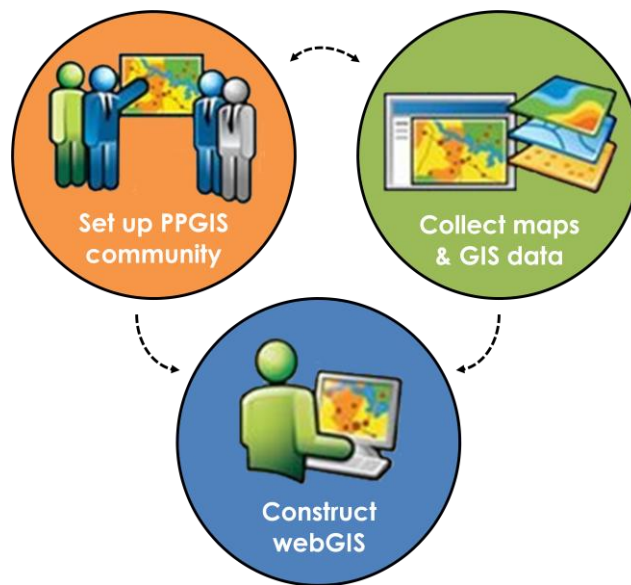 Set up PPGIS
community
Collect maps
& GIS data
Construct
webGIS